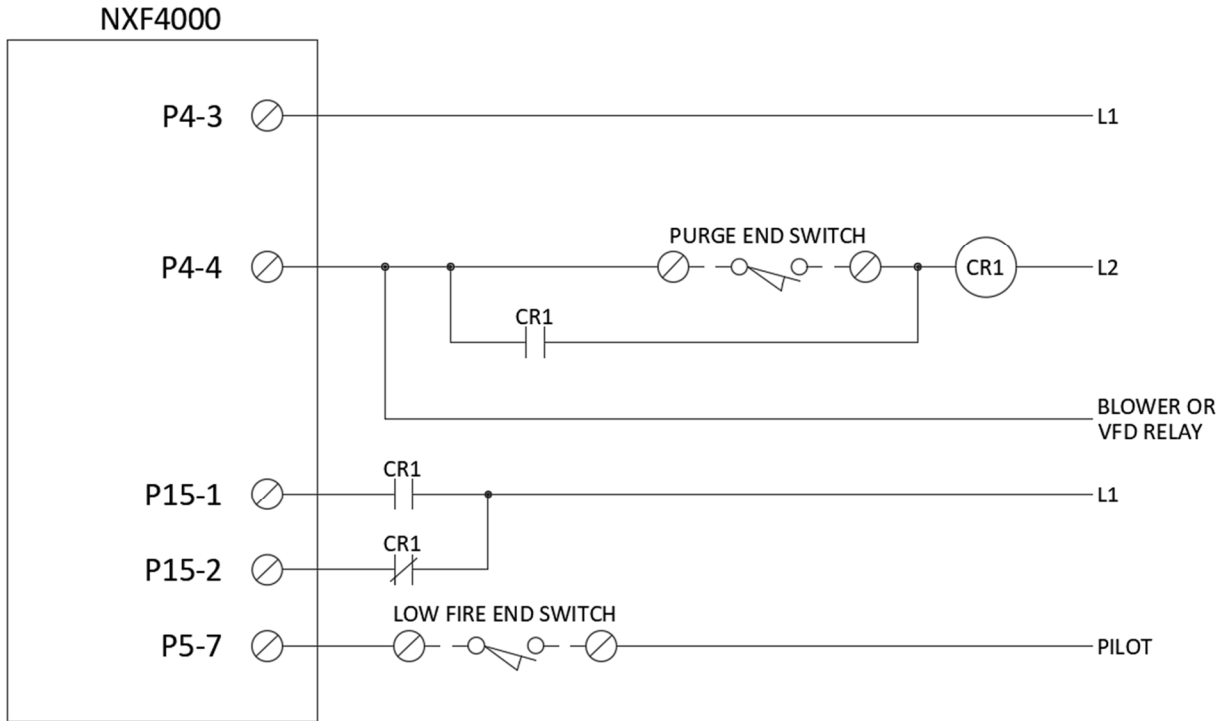 NXF4000
P4-3
L1
PURGE END SWITCH
P4-4
CR1
L2
CR1
BLOWER OR
VFD RELAY
CR1
P15-1
L1
CR1
P15-2
LOW FIRE END SWITCH
P5-7
PILOT